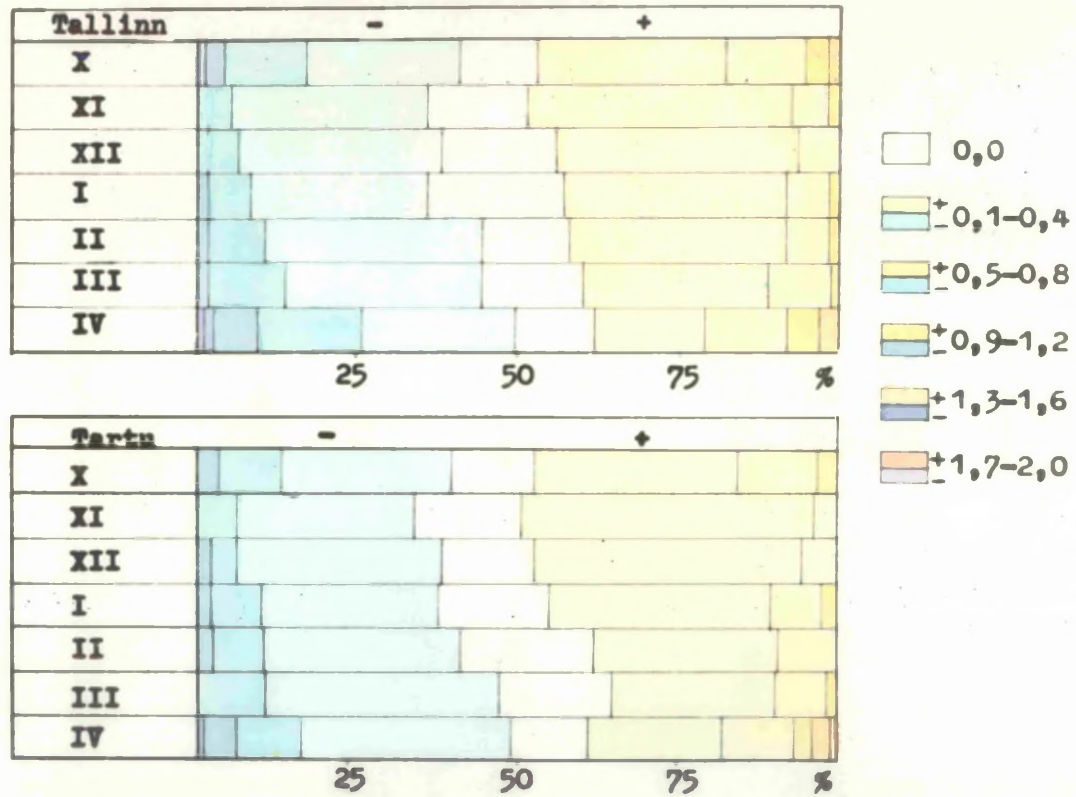 Tallinn - +
X
XI
XII
I
II
III
IV
25 50 75 %
Tartu - +
X
XI
XII
I
II
III
IV
25 50 75 %
0,0
± 0,1-0,4
± 0,5-0,8
± 0,9-1,2
± 1,3-1,6
± 1,7-2,0